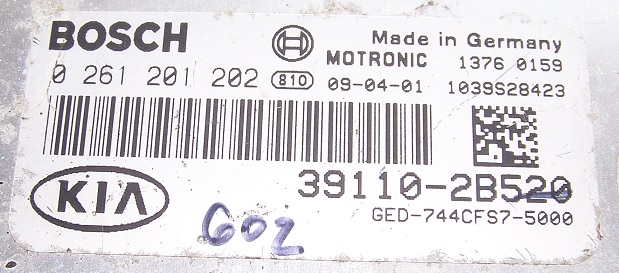 BOSCH
Made in Germany
MOTRONIC 1376 0159
0 261 201 202 810 09-04-01 1039S28423
39110-2B520
KIA
GED-744CFS7-5000
602